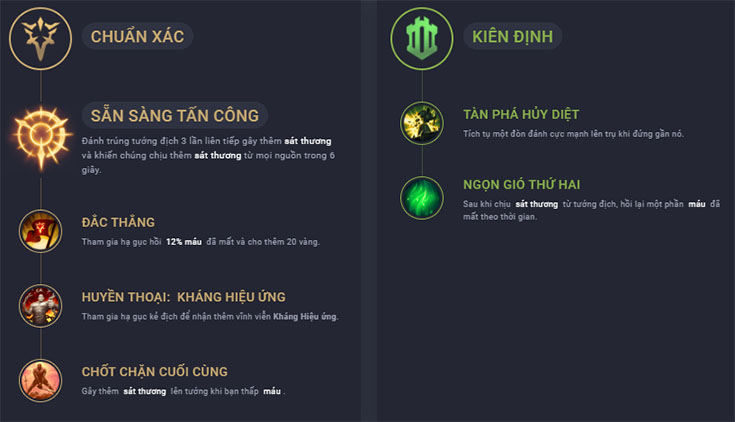 CHUẨN XÁC
SẴN SÀNG TẤN CÔNG
Đánh trúng tướng địch 3 lần liên tiếp gây thêm sát thương
và khiến chúng chịu thêm sát thương từ mọi nguồn trong 6
giây.
ĐẮC THẮNG
Tham gia hạ gục hồi 12% máu đã mất và cho thêm 20 vàng.
HUYỀN THOẠI: KHÁNG HIỆU ỨNG
Tham gia hạ gục kẻ địch để nhận thêm vĩnh viễn Kháng Hiệu ứng.
CHỐT CHẶN CUỐI CÙNG
Gây thêm sát thương lên tướng khi bạn thấp máu .
KIÊN ĐỊNH
TÀN PHÁ HỦY DIỆT
Tích tụ một đòn đánh cực mạnh lên trụ khi đứng gần nó.
NGỌN GIÓ THỨ HAI
Sau khi chịu sát thương từ tướng địch, hồi lại một phần máu đã
mất theo thời gian.